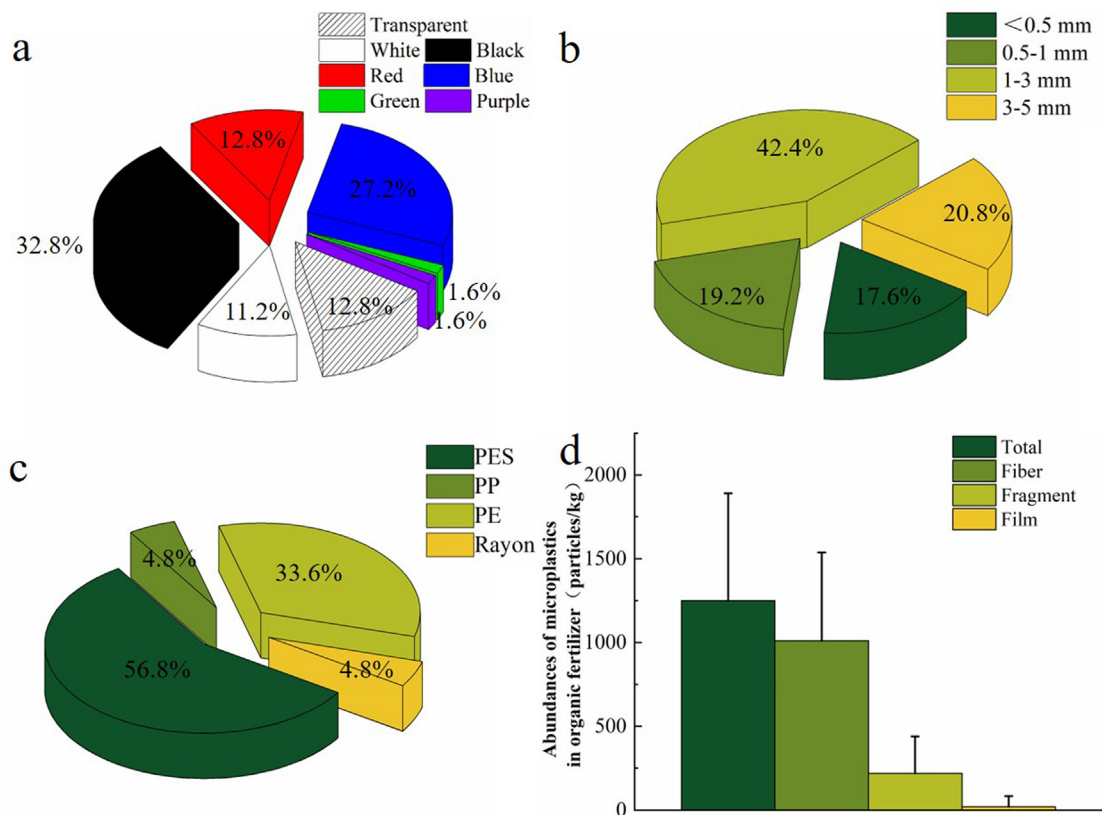 a
Transparent
White Black
Red Blue
Green Purple
12.8%
27.2%
32.8%
1.6%
1.6%
12.8%
11.2%
b
<0.5 mm
0.5-1 mm
1-3 mm
3-5 mm
42.4%
20.8%
19.2%
17.6%
c
PES
PP
PE
Rayon
4.8%
33.6%
56.8%
4.8%
d
Total
Fiber
Fragment
Film
Abundances of microplastics
in organic fertilizer (particles/kg)
2000
1500
1000
500
0